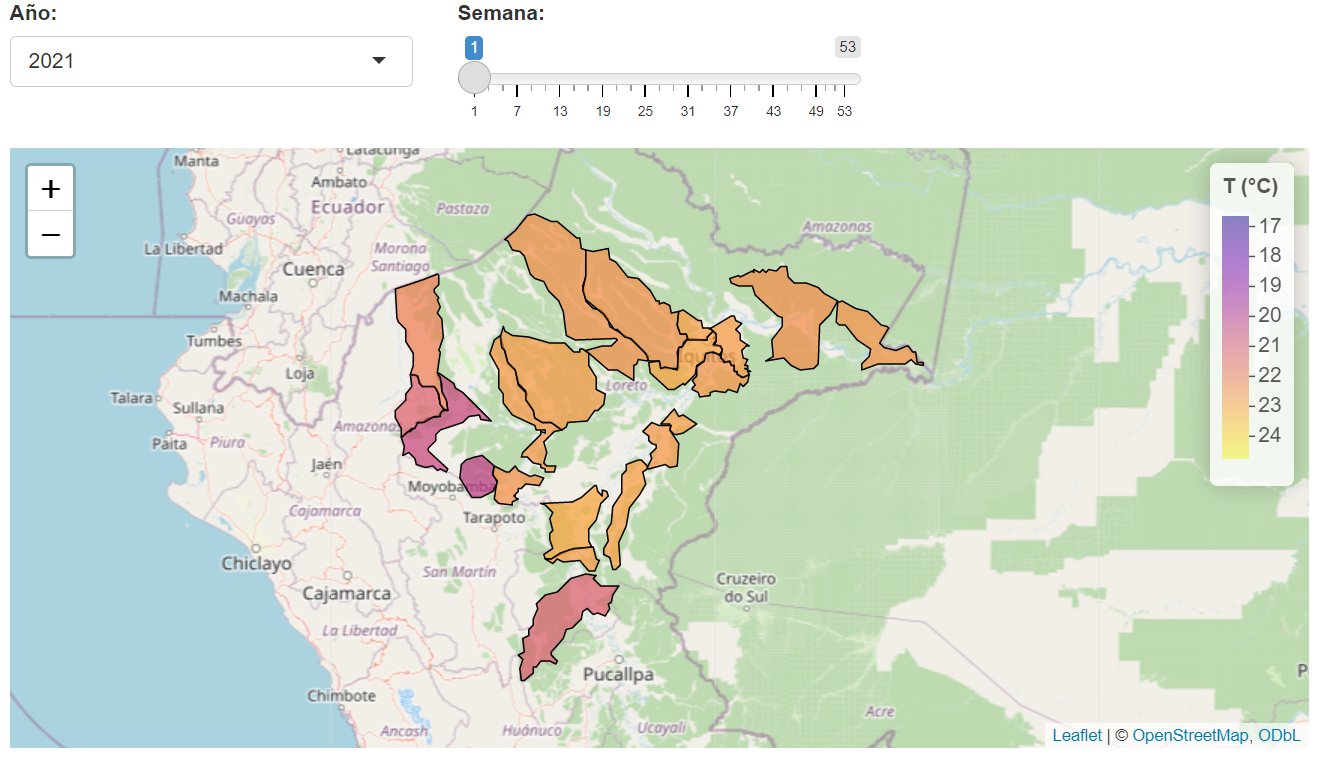 Año:
Semana:
2021
1
53
1 7 13 19 25 31 37 43 49 53
+
−
T (°C)
17
18
19
20
21
22
23
24
Manta
Latacunga
Ambato
Ecuador
Pastaza
Guayas
Amazonas
La Libertad
Morona
Santiago
Cuenca
Machala
Tumbes
Loja
Iquitos
Loreto
Talara
Sullana
Amazonas
Paita
Piura
Jaén
Moyobamba
Cajamarca
Tarapoto
Chiclayo
San Martín
Cajamarca
Cruzeiro
do Sul
La Libertad
Pucallpa
P
Chimbote
Ancash
Huánuco
Ucayali
Acre
Leaflet | © OpenStreetMap, ODbL